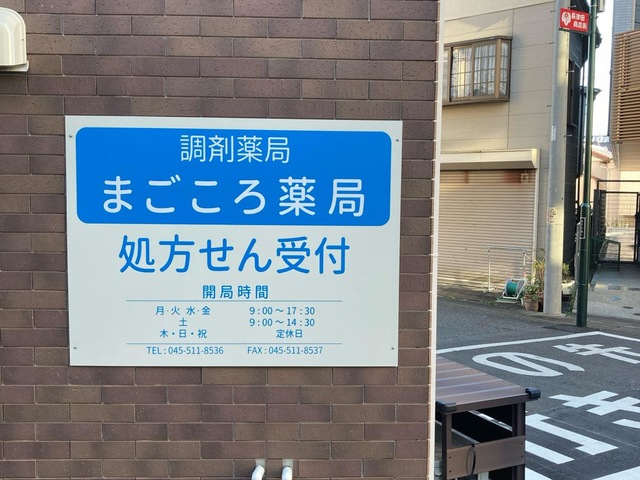 調剤薬局
まごころ薬局
処方せん受付
開局時間
月·火 水·金 9:00～17:30
土 9:00～14:30
木・日・祝 定休日
TEL:045-511-8536 FAX:045-511-8537